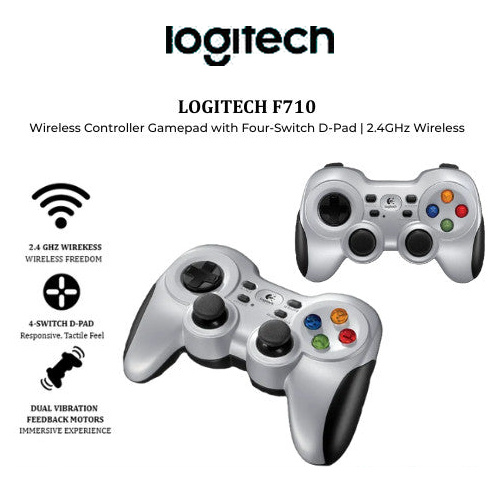 logitech
LOGITECH F710
Wireless Controller Gamepad with Four-Switch D-Pad | 2.4GHz Wireless
2.4 GHZ WIREKESS
WIRELESS FREEDOM
4-SWITCH D-PAD
Responsive, Tactile Feel
DUAL VIBRATION
FEEDBACK MOTORS
IMMERSIVE EXPERIENCE
Logitech